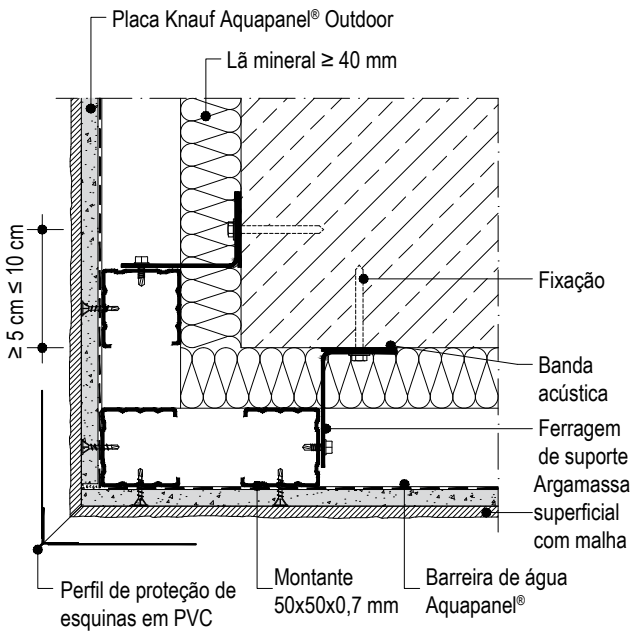 Placa Knauf Aquapanel® Outdoor
Lã mineral ≥ 40 mm
≥ 5 cm ≤ 10 cm
Fixação
Banda
acústica
Ferragem
de suporte
Argamassa
superficial
com malha
Perfil de proteção de
esquinas em PVC
Montante
50x50x0,7 mm
Barreira de água
Aquapanel®